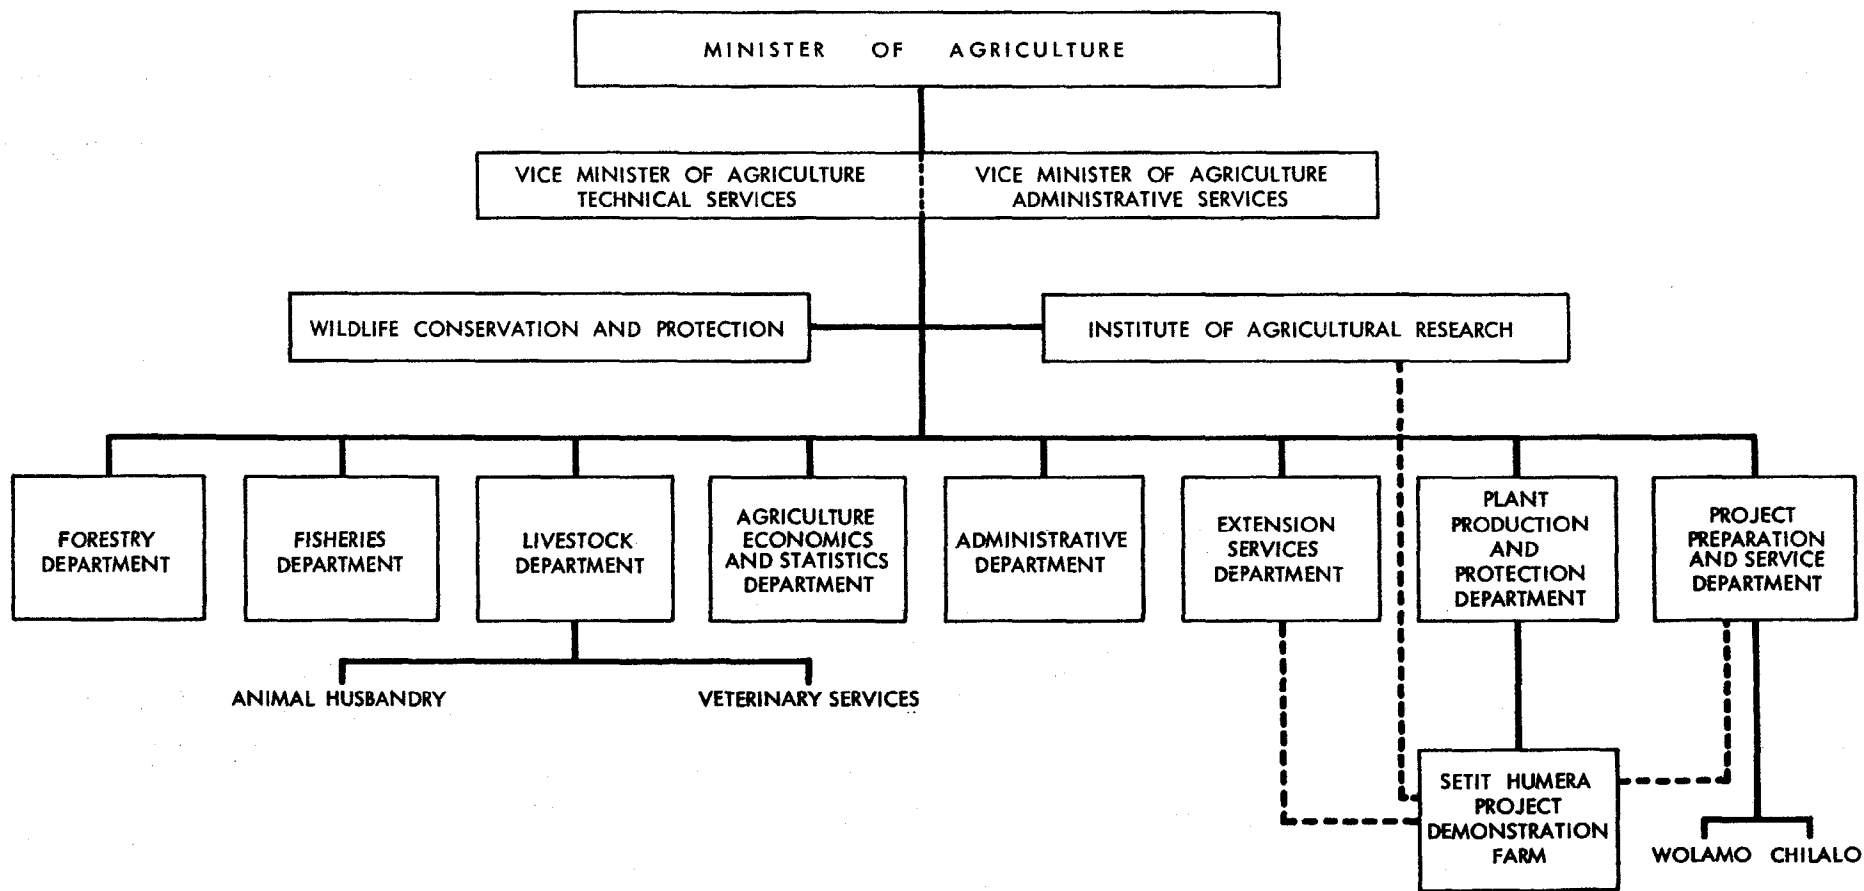 MINISTER OF AGRICULTURE
VICE MINISTER OF AGRICULTURE
TECHNICAL SERVICES
VICE MINISTER OF AGRICULTURE
ADMINISTRATIVE SERVICES
WILDLIFE CONSERVATION AND PROTECTION
INSTITUTE OF AGRICULTURAL RESEARCH
FORESTRY
DEPARTMENT
FISHERIES
DEPARTMENT
LIVESTOCK
DEPARTMENT
AGRICULTURE
ECONOMICS
AND STATISTICS
DEPARTMENT
ADMINISTRATIVE
DEPARTMENT
EXTENSION
SERVICES
DEPARTMENT
PLANT
PRODUCTION
AND
PROTECTION
DEPARTMENT
PROJECT
PREPARATION
AND SERVICE
DEPARTMENT
ANIMAL HUSBANDRY
VETERINARY SERVICES
SETIT HUMERA
PROJECT
DEMONSTRATION
FARM
WOLAMO CHILALO